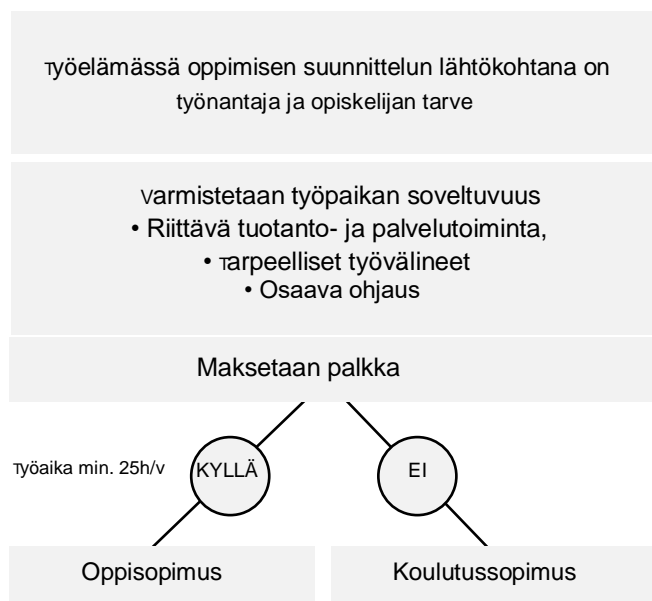 Työelämässä oppimisen suunnittelun lähtökohtana on
työnantaja ja opiskelijan tarve
Varmistetaan työpaikan soveltuvuus
• Riittävä tuotanto- ja palvelutoiminta,
• Tarpeelliset työvälineet
• Osaava ohjaus
Maksetaan palkka
Työaika min. 25h/v
KYLLÄ
EI
Oppisopimus
Koulutussopimus